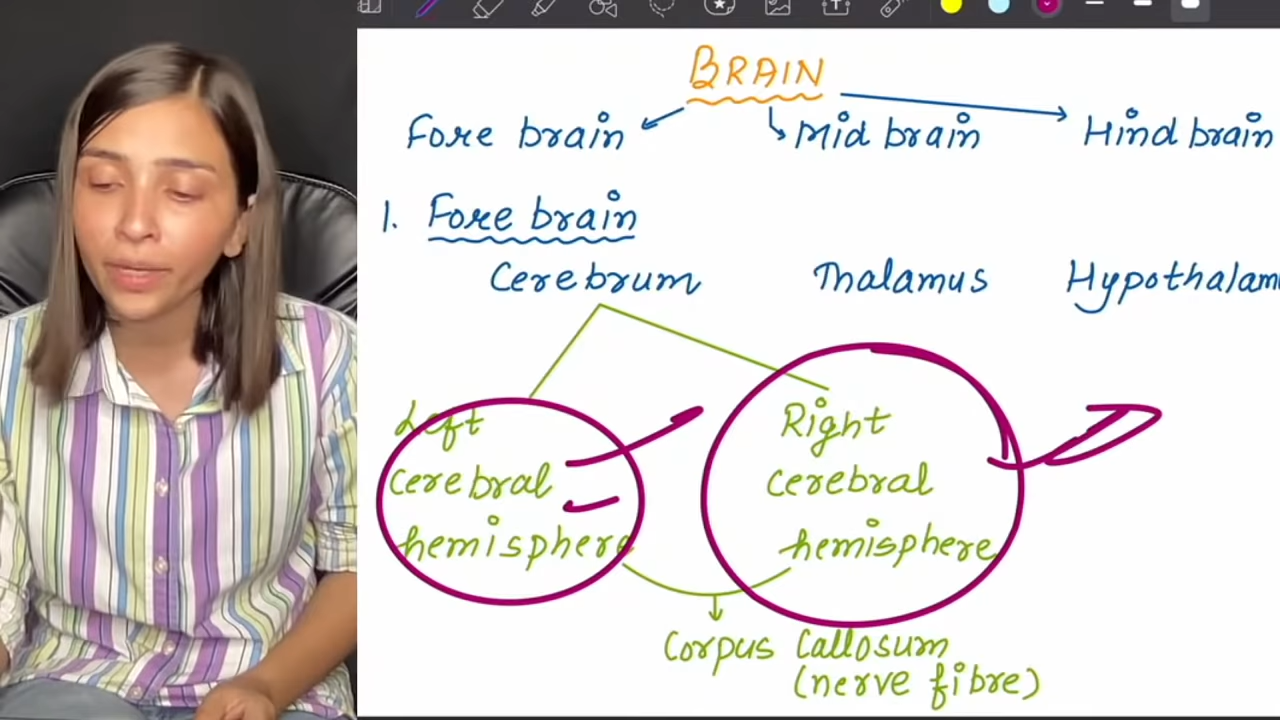 BRAIN
Fore brain Mid brain Hind brain
1. Fore brain
Cerebrum Thalamus Hypothalam
Left Right
cerebral cerebral
hemisphere hemisphere
Corpus Callosum
(nerve fibre)